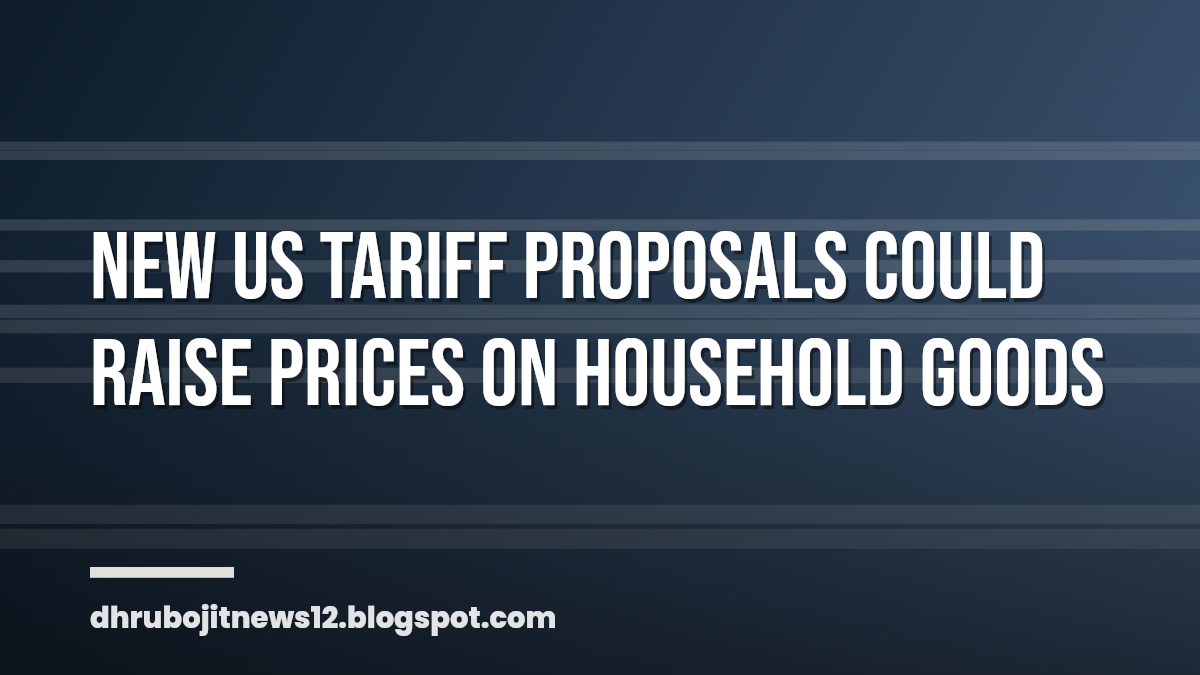 NEW US TARIFF PROPOSALS COULD
RAISE PRICES ON HOUSEHOLD GOODS
dhrubojitnews12.blogspot.com